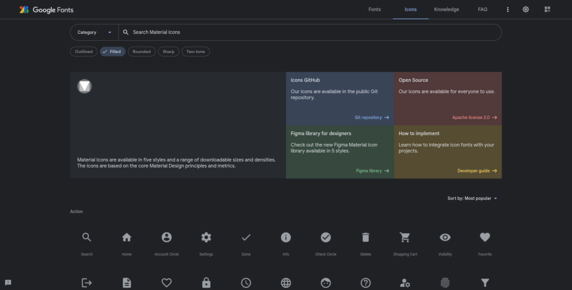 Google Fonts
Fonts
Icons
Knowledge
FAQ
Category
Search Material Icons
Outlined
Filled
Rounded
Sharp
Two tone
Icons GitHub
Our icons are available in the public Git
repository.
Git repository
Open Source
Our icons are available for everyone to use.
Apache license 2.0
Material icons are available in five styles and a range of downloadable sizes and densities.
The icons are based on the core Material Design principles and metrics.
Figma library for designers
Check out the new Figma Material icon
library available in 5 styles.
Figma library
How to implement
Learn how to integrate icon fonts with your
projects.
Developer guide
Sort by: Most popular
Action
Search
Home
Account Circle
Settings
Done
Info
Check Circle
Delete
Shopping Cart
Visibility
Favorite